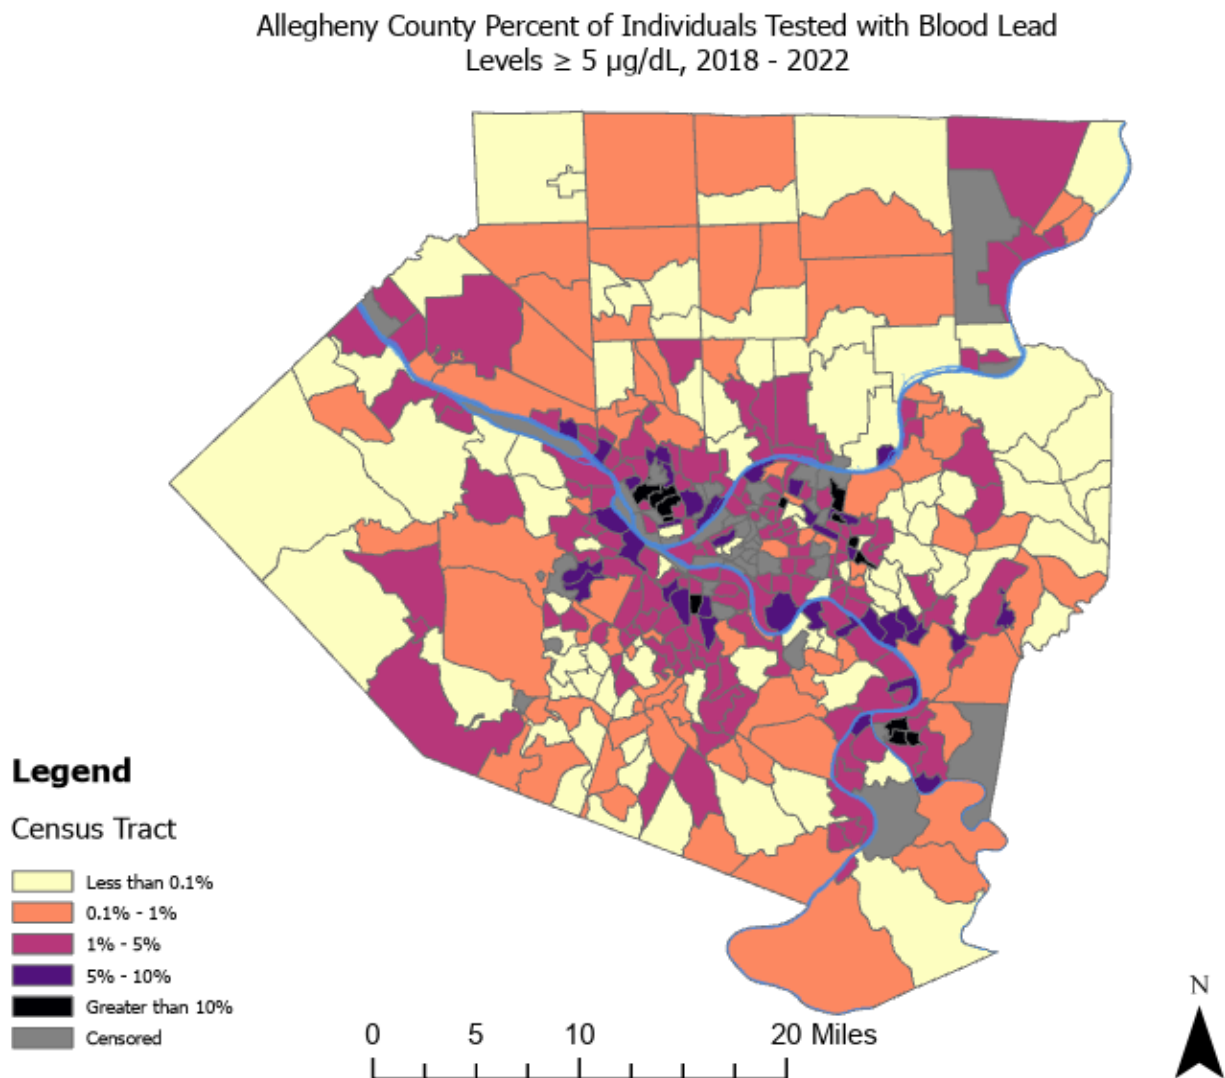 Allegheny County Percent of Individuals Tested with Blood Lead
Levels ≥ 5 µg/dL, 2018 - 2022
Legend
Census Tract
Less than 0.1%
0.1% - 1%
1% - 5%
5% - 10%
Greater than 10%
Censored
0 5 10 20 Miles
N